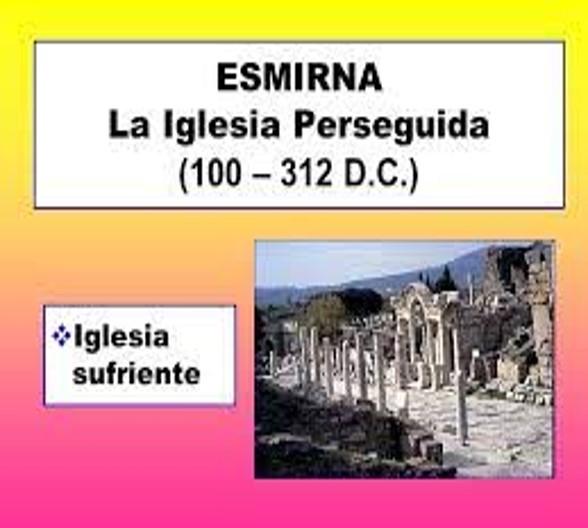 ESMIRNA
La Iglesia Perseguida
(100 – 312 D.C.)
❖Iglesia
sufriente